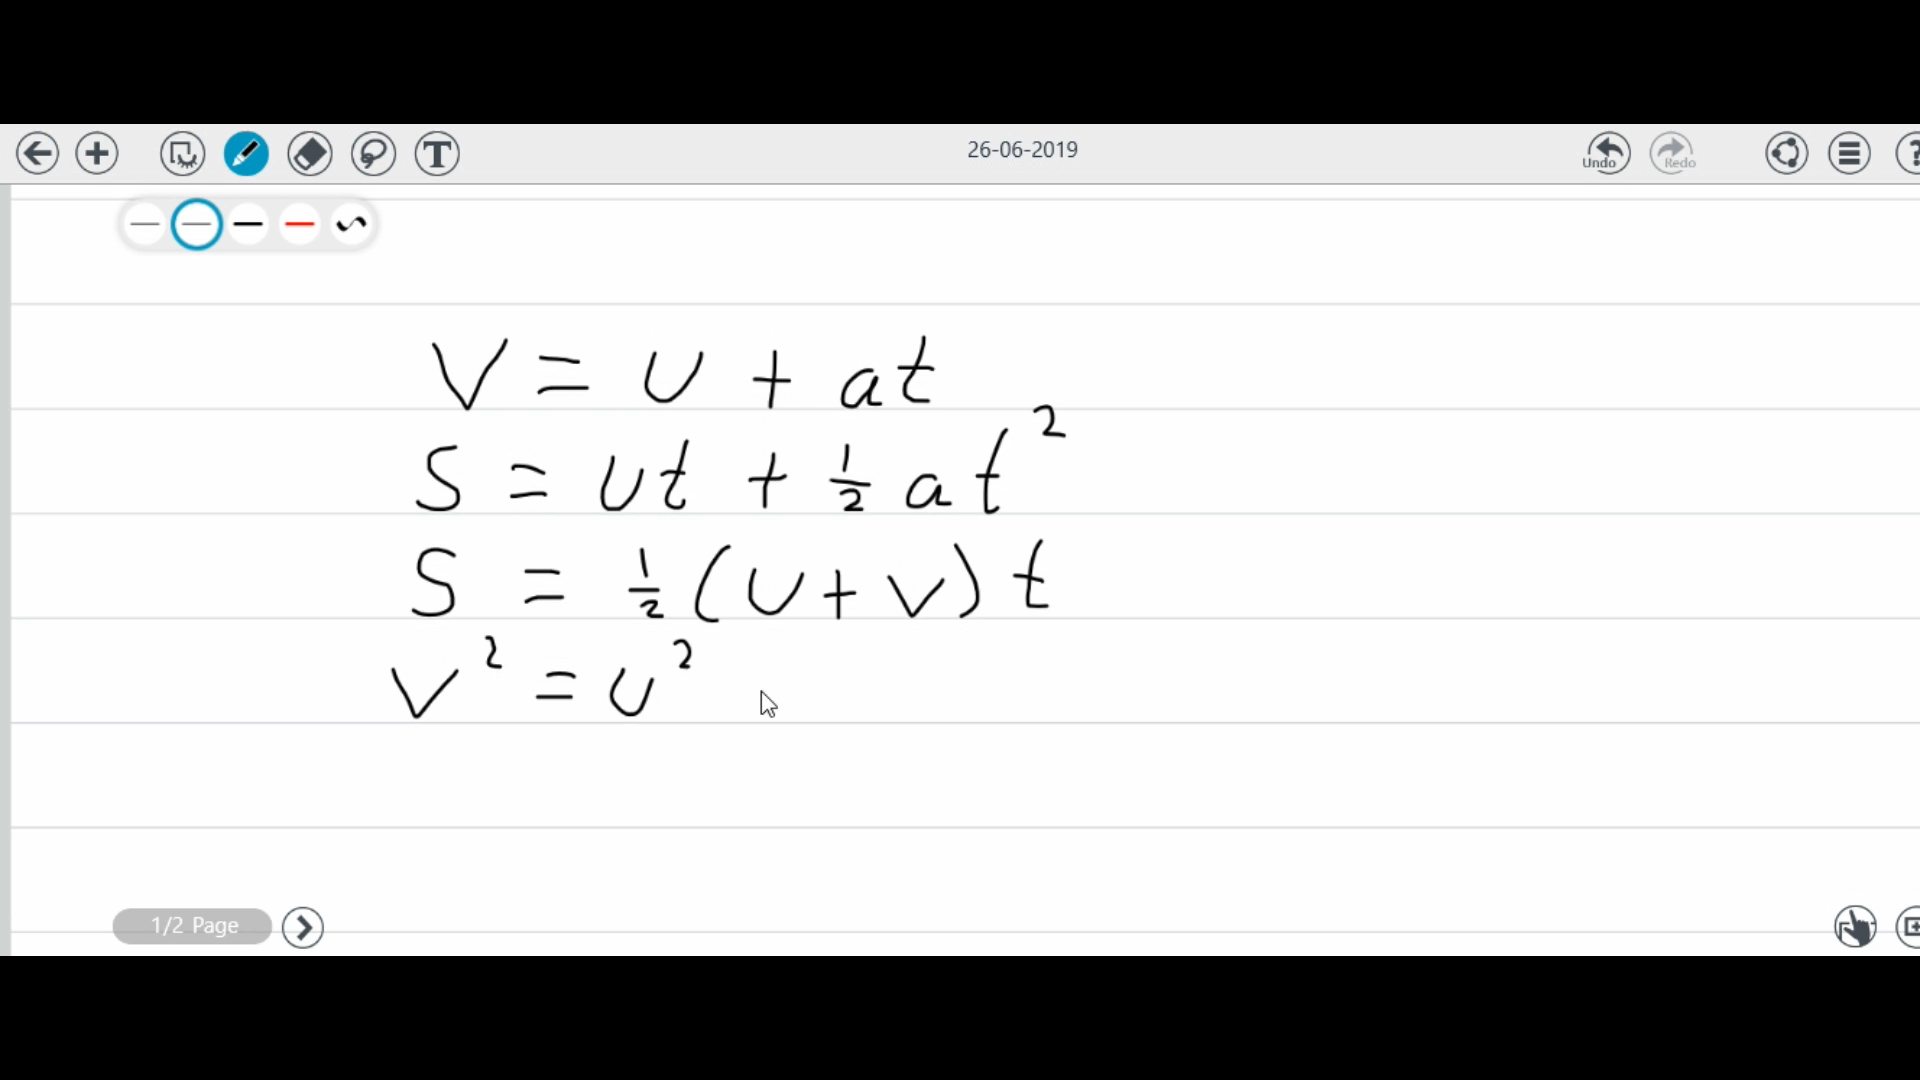 26-06-2019
Undo
Redo
?
T
V = U + at
S = Ut + ½ at²
S = ½ (U + V) t
V² = U²
1/2 Page